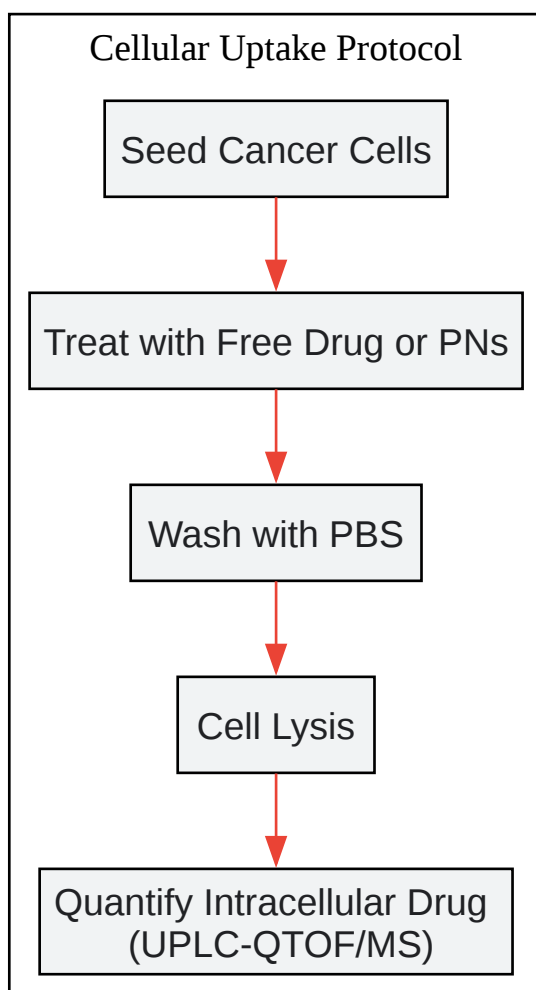 Cellular Uptake Protocol
Seed Cancer Cells
Treat with Free Drug or PNs
Wash with PBS
Cell Lysis
Quantify Intracellular Drug
(UPLC-QTOF/MS)